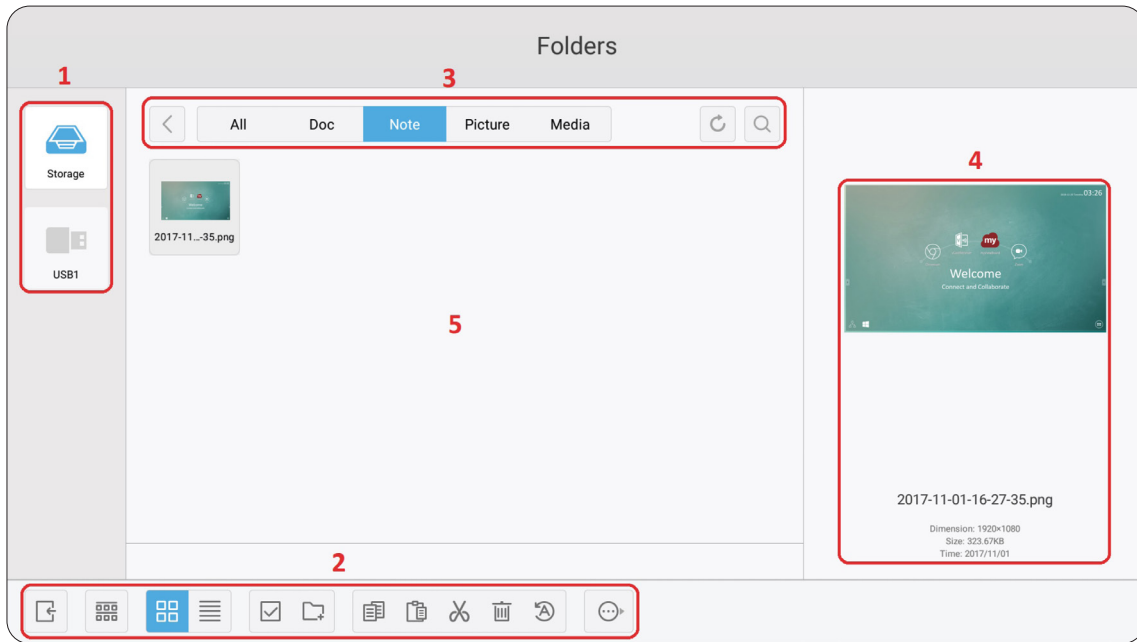 Folders
1
3
All Doc Note Picture Media
Storage
USB1
2017-11...-35.png
5
4
03:26
my
Welcome
Connect and Collaborate
2017-11-01-16-27-35.png
Dimension: 1920×1080
Size: 323.67KB
Time: 2017/11/01
2